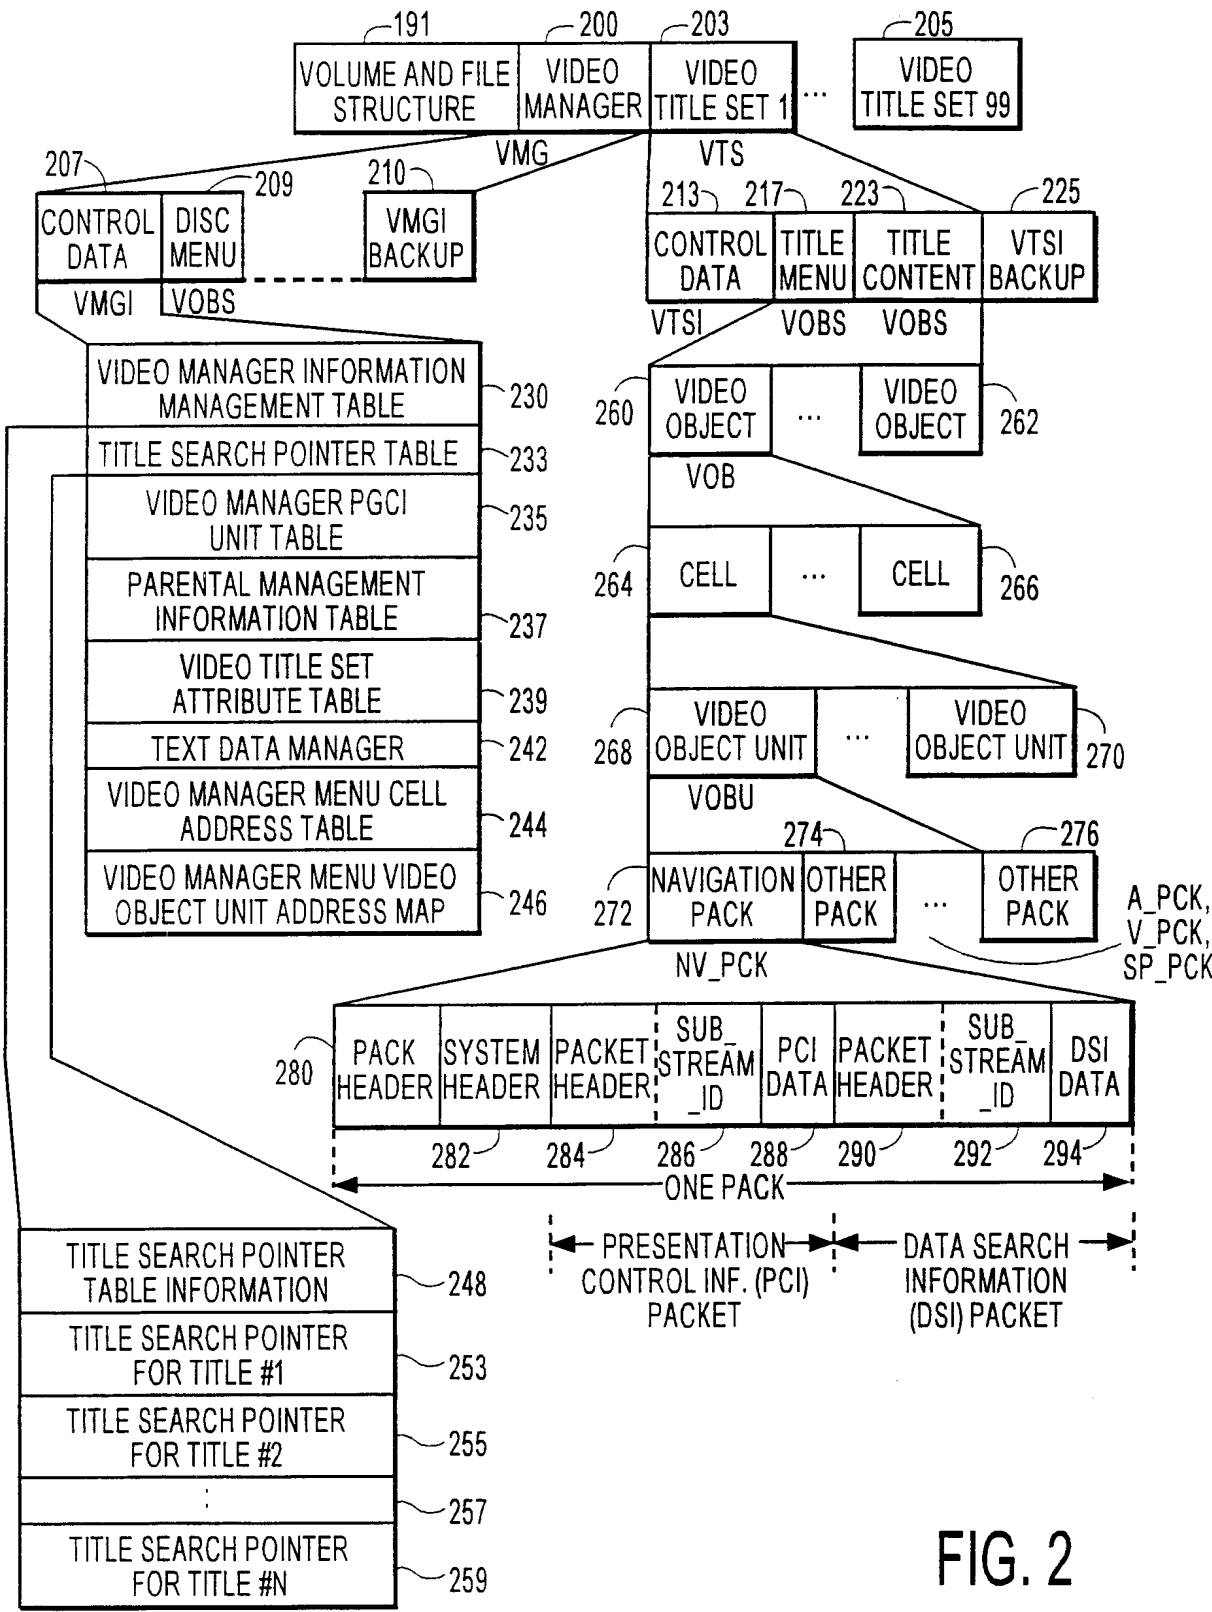 191
200
203
205
VOLUME AND FILE
STRUCTURE
VIDEO
MANAGER
VIDEO
TITLE SET 1
...
VIDEO
TITLE SET 99
VMG
VTS
207
209
210
213
217
223
225
CONTROL
DATA
DISC
MENU
VMGI
BACKUP
CONTROL
DATA
TITLE
MENU
TITLE
CONTENT
VTSI
BACKUP
VMGI
VOBS
VTSI
VOBS
VOBS
VIDEO MANAGER INFORMATION
MANAGEMENT TABLE
230
TITLE SEARCH POINTER TABLE
233
VIDEO MANAGER PGCI
UNIT TABLE
235
PARENTAL MANAGEMENT
INFORMATION TABLE
237
VIDEO TITLE SET
ATTRIBUTE TABLE
239
TEXT DATA MANAGER
242
VIDEO MANAGER MENU CELL
ADDRESS TABLE
244
VIDEO MANAGER MENU VIDEO
OBJECT UNIT ADDRESS MAP
246
260
VIDEO
OBJECT
...
VIDEO
OBJECT
262
VOB
264
CELL
...
CELL
266
268
VIDEO
OBJECT UNIT
...
VIDEO
OBJECT UNIT
270
VOBU
274
276
272
NAVIGATION
PACK
OTHER
PACK
...
OTHER
PACK
A_PCK,
V_PCK,
SP_PCK
NV_PCK
280
PACK
HEADER
SYSTEM
HEADER
PACKET
HEADER
SUB_
STREAM
_ID
PCI
DATA
PACKET
HEADER
SUB_
STREAM
_ID
DSI
DATA
282
284
286
288
290
292
294
ONE PACK
PRESENTATION
CONTROL INF. (PCI)
PACKET
DATA SEARCH
INFORMATION
(DSI) PACKET
TITLE SEARCH POINTER
TABLE INFORMATION
248
TITLE SEARCH POINTER
FOR TITLE #1
253
TITLE SEARCH POINTER
FOR TITLE #2
255
:
257
TITLE SEARCH POINTER
FOR TITLE #N
259
FIG. 2